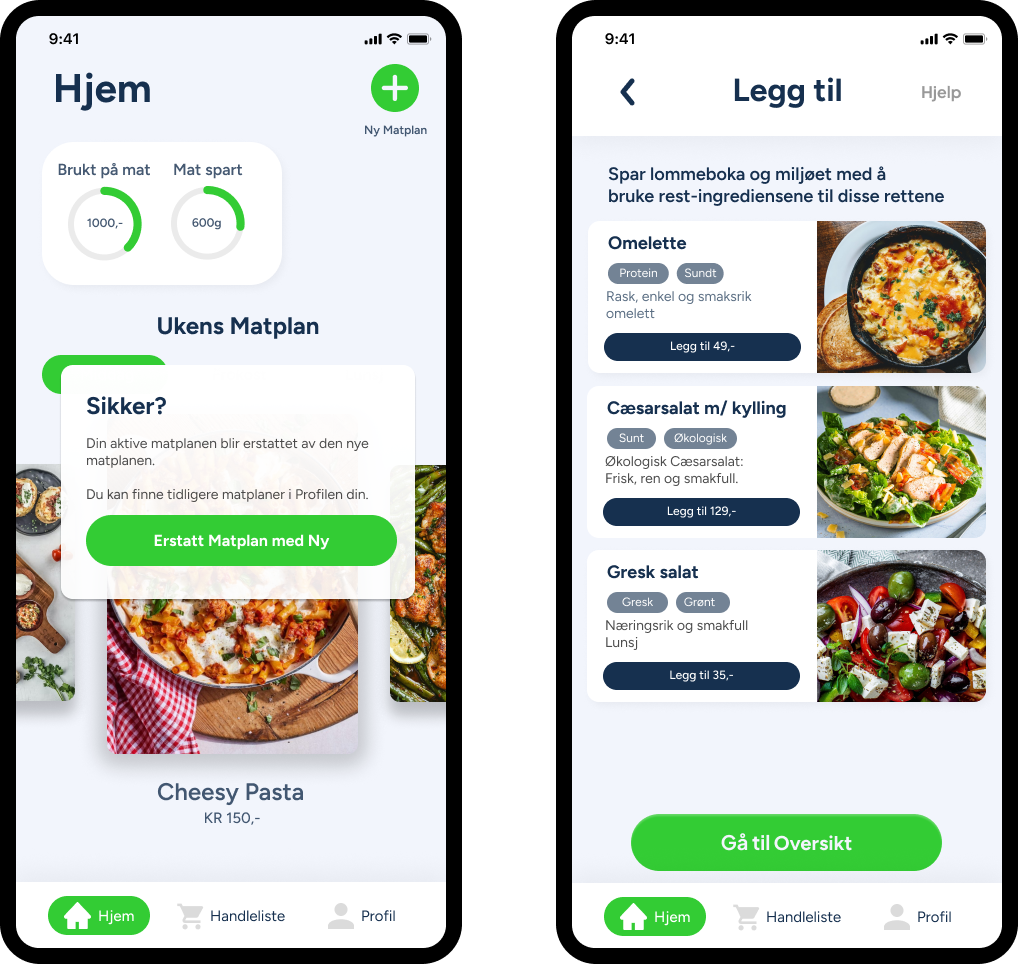 9:41
Hjem
Ny Matplan
Brukt på mat
Mat spart
1000,-
600g
Ukens Matplan
Sikker?
Din aktive matplanen blir erstattet av den nye
matplanen.
Du kan finne tidligere matplaner i Profilen din.
Erstatt Matplan med Ny
Cheesy Pasta
KR 150,-
Hjem
Handleliste
Profil
9:41
Legg til
Hjelp
Spar lommeboka og miljøet med å
bruke rest-ingrediensene til disse rettene
Omelette
Protein
Sundt
Rask, enkel og smaksrik
omelett
Legg til 49,-
Cæsarsalat m/ kylling
Sunt
Økologisk
Økologisk Cæsarsalat:
Frisk, ren og smakfull.
Legg til 129,-
Gresk salat
Gresk
Grønt
Næringsrik og smakfull
Lunsj
Legg til 35,-
Gå til Oversikt
Hjem
Handleliste
Profil